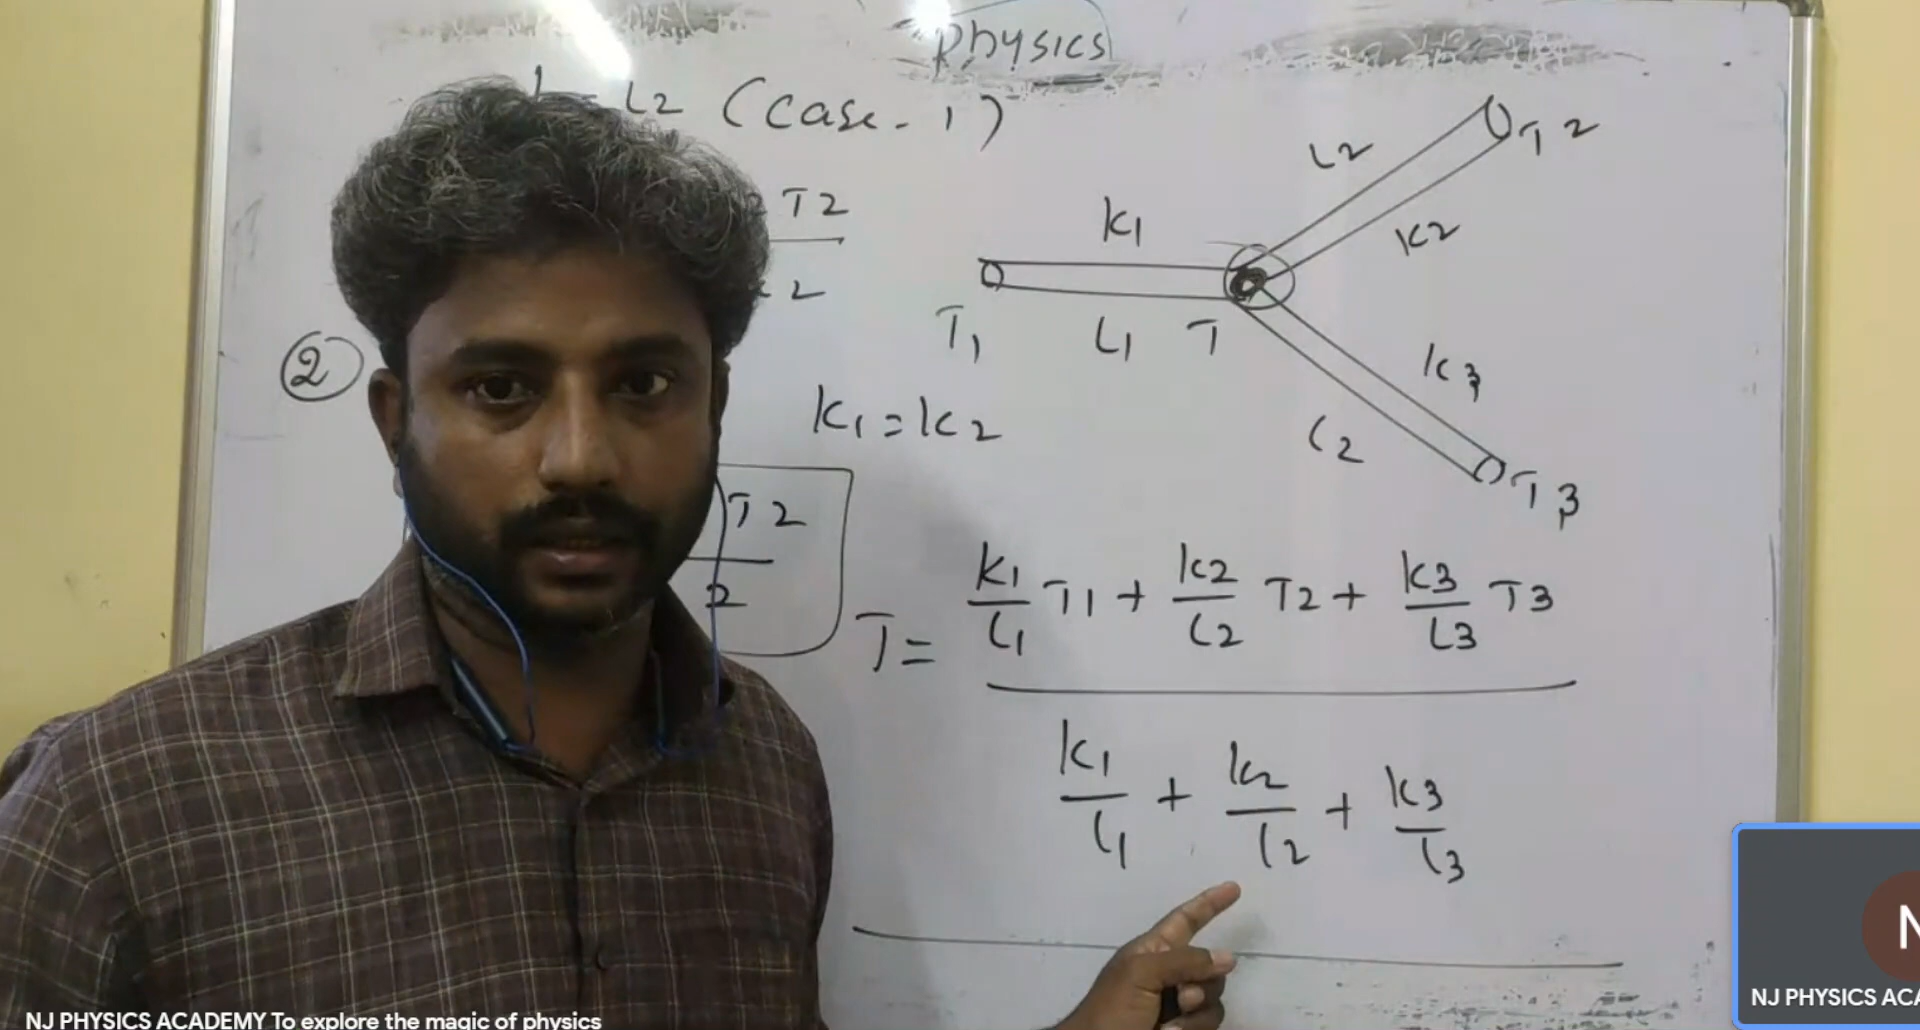 Physics
L2 (Case-1)
T2
2
②
K1 = K2
T2
2
K1
L1
T1
T
L2
K2
T2
K3
L2
T3
T = K1/L1 T1 + K2/L2 T2 + K3/L3 T3
K1/L1 + K2/L2 + K3/L3
N
NJ PHYSICS ACA
NJ PHYSICS ACADEMY To explore the magic of physics